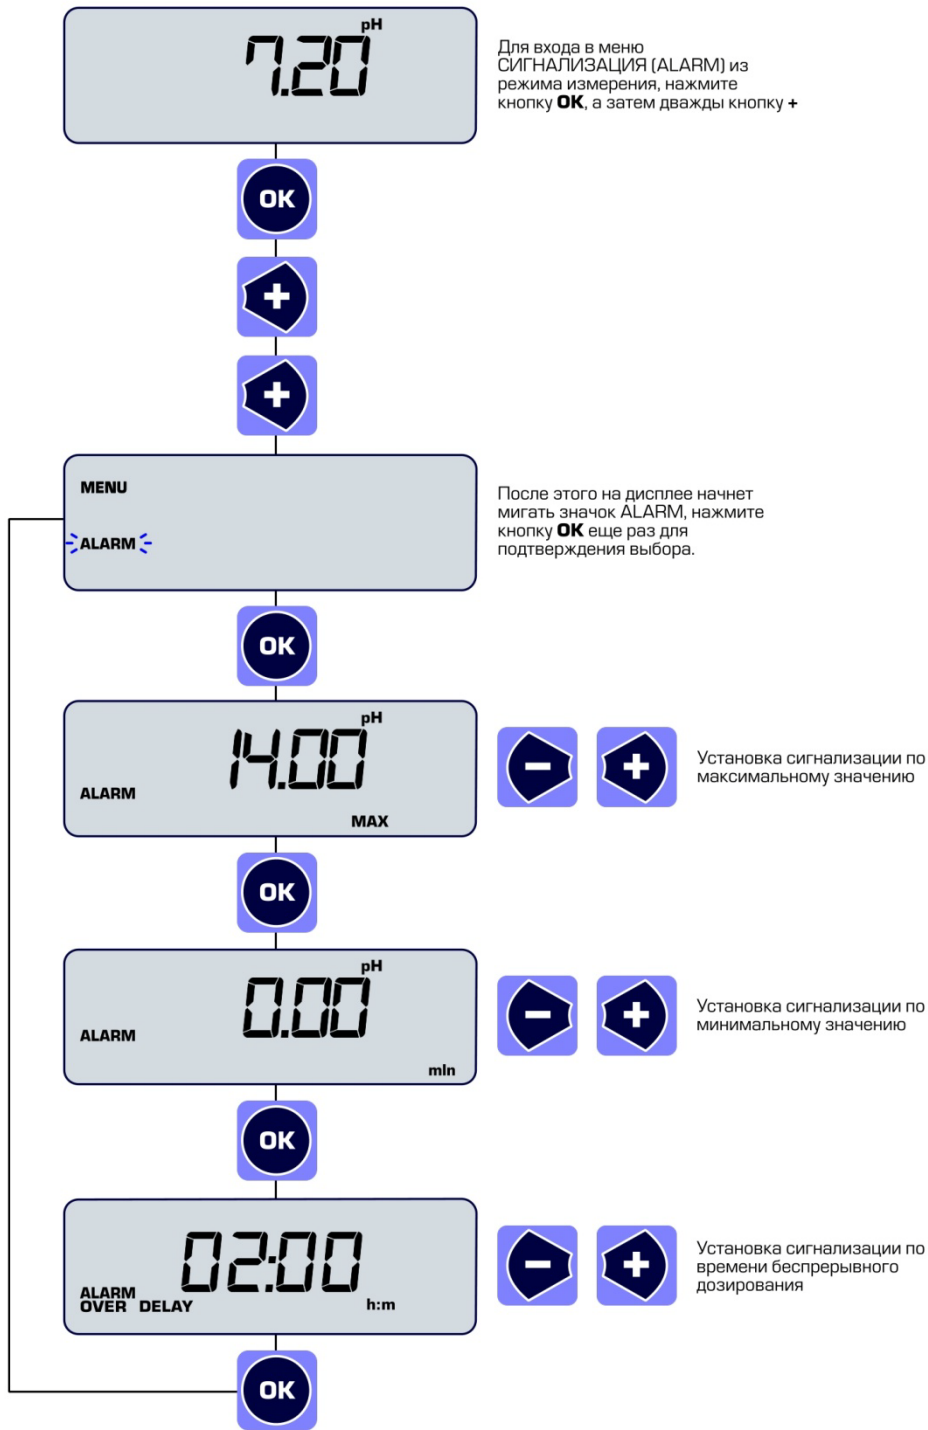 pH
7.20
Для входа в меню
СИГНАЛИЗАЦИЯ (ALARM) из
режима измерения, нажмите
кнопку OK, а затем дважды кнопку +
OK
+
+
MENU
ALARM
После этого на дисплее начнет
мигать значок ALARM, нажмите
кнопку OK еще раз для
подтверждения выбора.
OK
pH
14.00
ALARM
MAX
- +
Установка сигнализации по
максимальному значению
OK
pH
0.00
ALARM
mIn
- +
Установка сигнализации по
минимальному значению
OK
02:00
ALARM
OVER DELAY
h:m
- +
Установка сигнализации по
времени беспрерывного
дозирования
OK